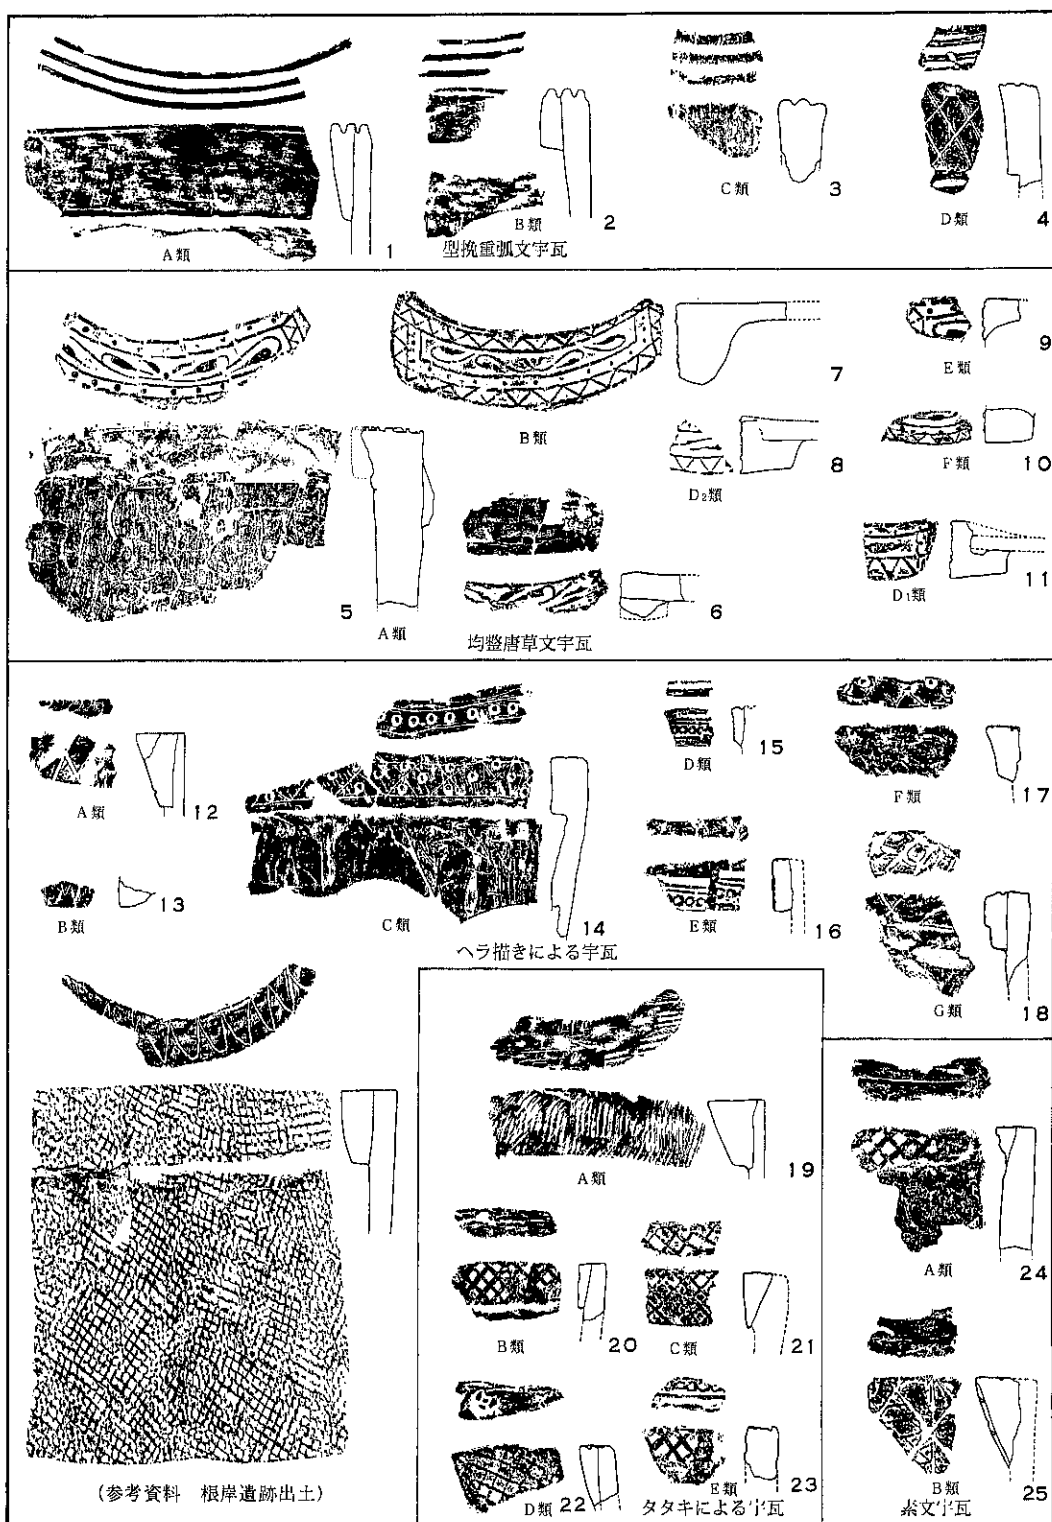 A類
1
B類
2
型挽重弧文宇瓦
C類
3
D類
4
5
A類
B類
7
6
均整唐草文宇瓦
D₂類
8
E類
9
F類
10
D₁類
11
A類
12
B類
13
C類
14
ヘラ描きによる宇瓦
D類
15
E類
16
F類
17
G類
18
(参考資料 根岸遺跡出土)
A類
19
B類
20
C類
21
D類
22
E類
23
タタキによる宇瓦
A類
24
B類
25
素文宇瓦